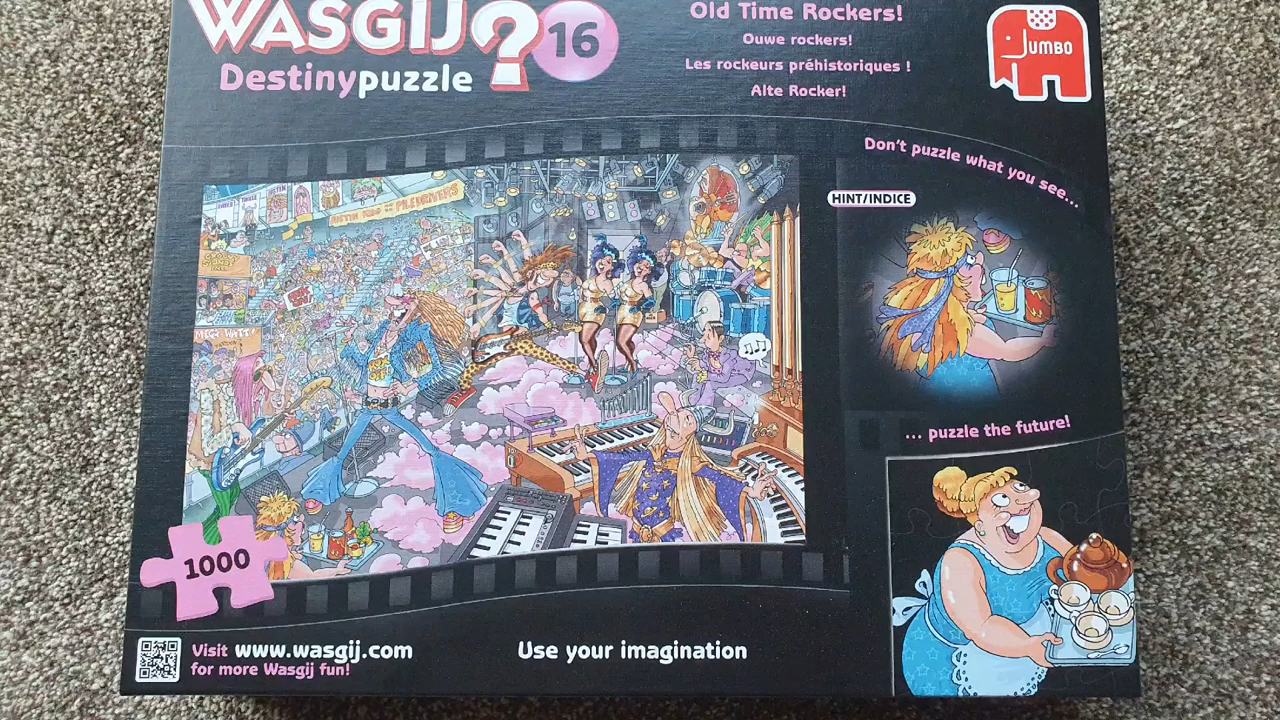 WASGIJ?
16
Destinypuzzle
Old Time Rockers!
Ouwe rockers!
Les rockeurs préhistoriques !
Alte Rocker!
JUMBO
Don't puzzle what you see...
HINT/INDICE
... puzzle the future!
1000
Visit www.wasgij.com
for more Wasgij fun!
Use your imagination